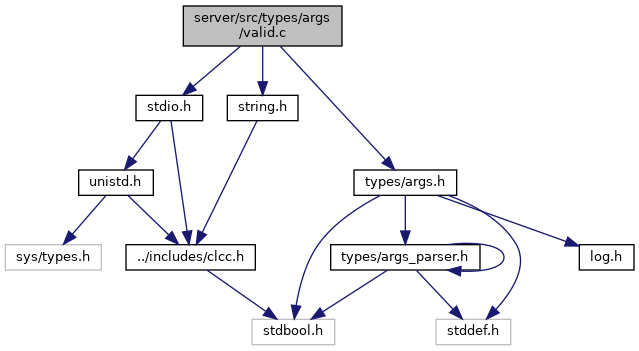 server/src/types/args
/valid.c
stdio.h
string.h
unistd.h
types/args.h
sys/types.h
../includes/clcc.h
types/args_parser.h
log.h
stdbool.h
stddef.h